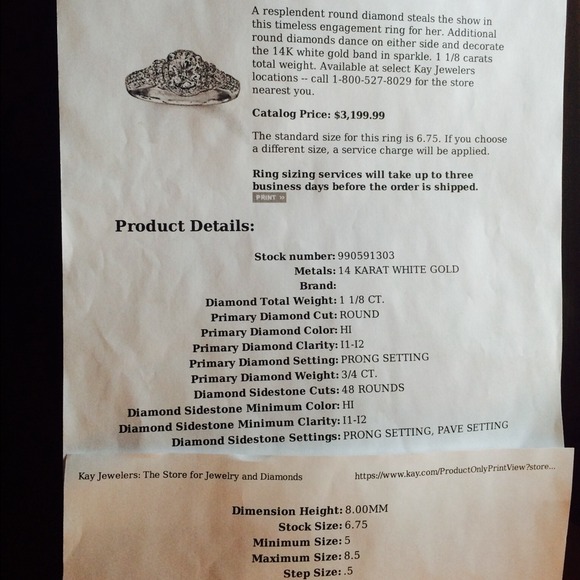 A resplendent round diamond steals the show in
this timeless engagement ring for her. Additional
round diamonds dance on either side and decorate
the 14K white gold band in sparkle. 1 1/8 carats
total weight. Available at select Kay Jewelers
locations -- call 1-800-527-8029 for the store
nearest you.
Catalog Price: $3,199.99
The standard size for this ring is 6.75. If you choose
a different size, a service charge will be applied.
Ring sizing services will take up to three
business days before the order is shipped.
PRINT »
Product Details:
Stock number: 990591303
Metals: 14 KARAT WHITE GOLD
Brand:
Diamond Total Weight: 1 1/8 CT.
Primary Diamond Cut: ROUND
Primary Diamond Color: HI
Primary Diamond Clarity: I1-I2
Primary Diamond Setting: PRONG SETTING
Primary Diamond Weight: 3/4 CT.
Diamond Sidestone Cuts: 48 ROUNDS
Diamond Sidestone Minimum Color: HI
Diamond Sidestone Minimum Clarity: I1-I2
Diamond Sidestone Settings: PRONG SETTING, PAVE SETTING
Kay Jewelers: The Store for Jewelry and Diamonds https://www.kay.com/ProductOnlyPrintView?store...
Dimension Height: 8.00MM
Stock Size: 6.75
Minimum Size: 5
Maximum Size: 8.5
Step Size: .5